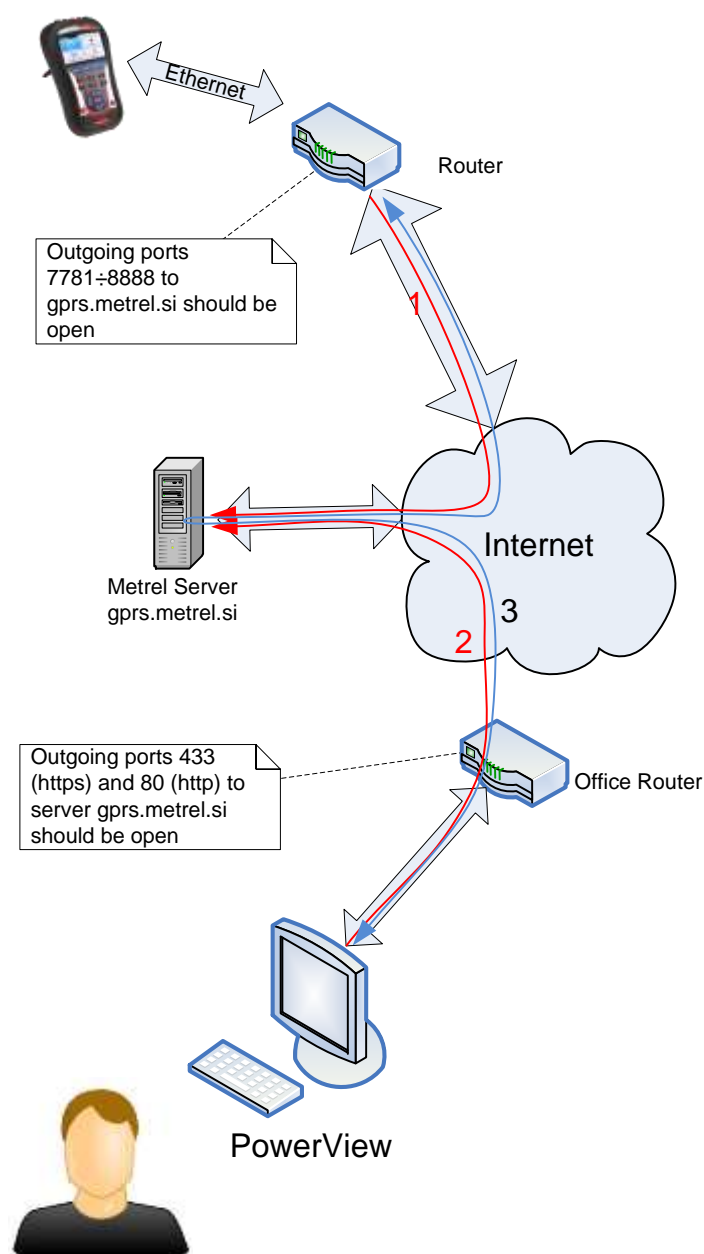 Ethernet
Router
Outgoing ports
7781÷8888 to
gprs.metrel.si should be
open
1
Internet
Metrel Server
gprs.metrel.si
3
2
Outgoing ports 433
(https) and 80 (http) to
server gprs.metrel.si
should be open
Office Router
PowerView